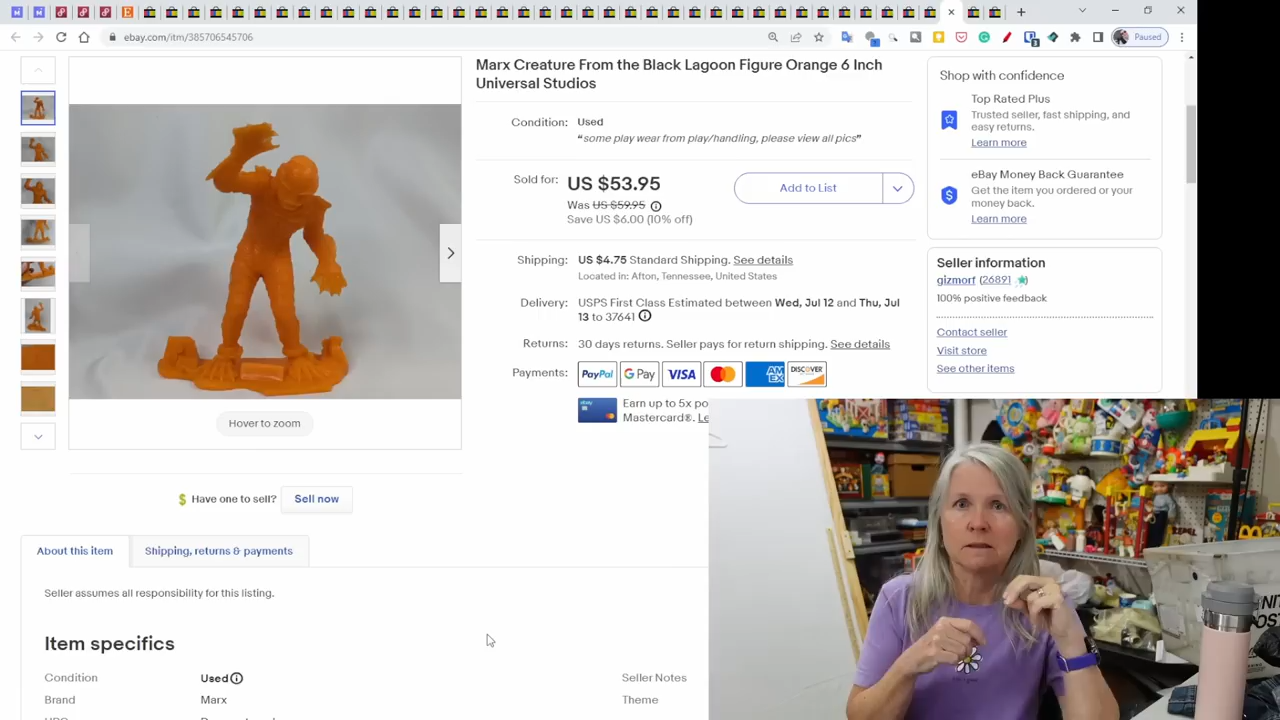 ebay.com/itm/385706545706
Paused
Marx Creature From the Black Lagoon Figure Orange 6 Inch
Universal Studios
Condition:
Used
“some play wear from play/handling, please view all pics”
Sold for:
US $53.95
Was US $59.95
Save US $6.00 (10% off)
Add to List
Shipping:
US $4.75 Standard Shipping. See details
Located in: Afton, Tennessee, United States
Delivery:
USPS First Class Estimated between Wed, Jul 12 and Thu, Jul
13 to 37641
Returns:
30 days returns. Seller pays for return shipping. See details
Payments:
PayPal
G Pay
VISA
AM
EX
DISCOVER
Earn up to 5x po
Mastercard®. Le
Shop with confidence
Top Rated Plus
Trusted seller, fast shipping, and
easy returns.
Learn more
eBay Money Back Guarantee
Get the item you ordered or your
money back.
Learn more
Seller information
gizmorf (26891)
100% positive feedback
Contact seller
Visit store
See other items
Hover to zoom
Have one to sell?
Sell now
About this item
Shipping, returns & payments
Seller assumes all responsibility for this listing.
Item specifics
Condition
Used
Seller Notes
Brand
Marx
Theme